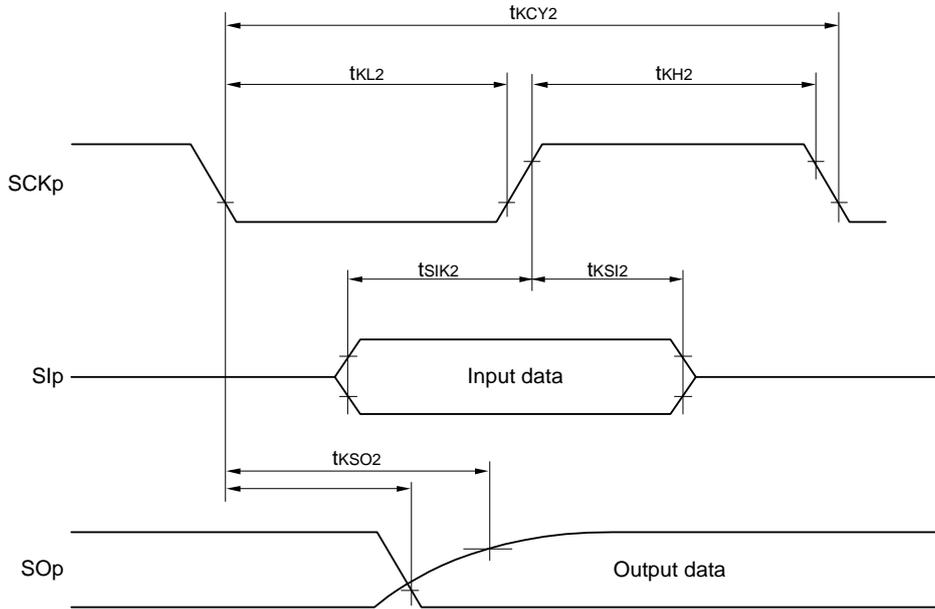 tKCY2
tKL2
tKH2
SCKp
tSIK2
tKSI2
SIp
Input data
tKSO2
SOp
Output data